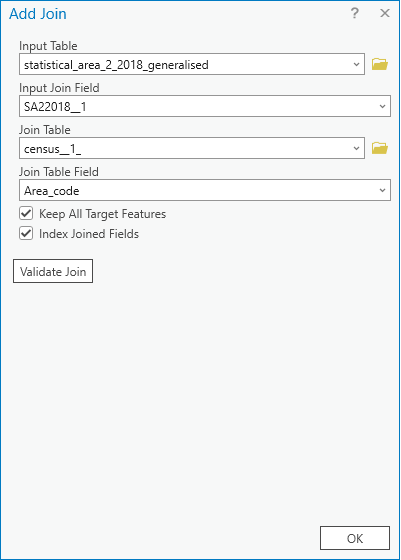 Add Join
Input Table
statistical_area_2_2018_generalised
Input Join Field
SA22018__1
Join Table
census__1_
Join Table Field
Area_code
Keep All Target Features
Index Joined Fields
Validate Join
OK